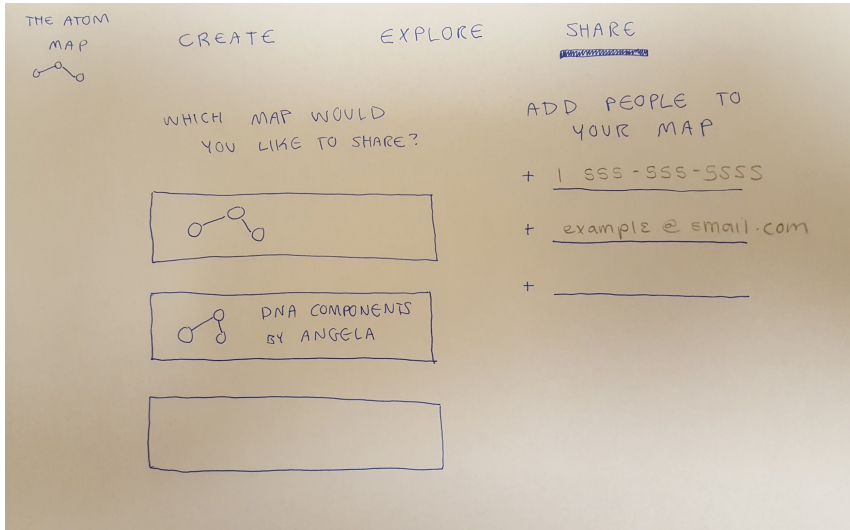 THE ATOM
MAP
CREATE
EXPLORE
SHARE
WHICH MAP WOULD
YOU LIKE TO SHARE?
DNA COMPONENTS
BY ANGELA
ADD PEOPLE TO
YOUR MAP
+ 1 555-555-5555
+ example@email.com
+